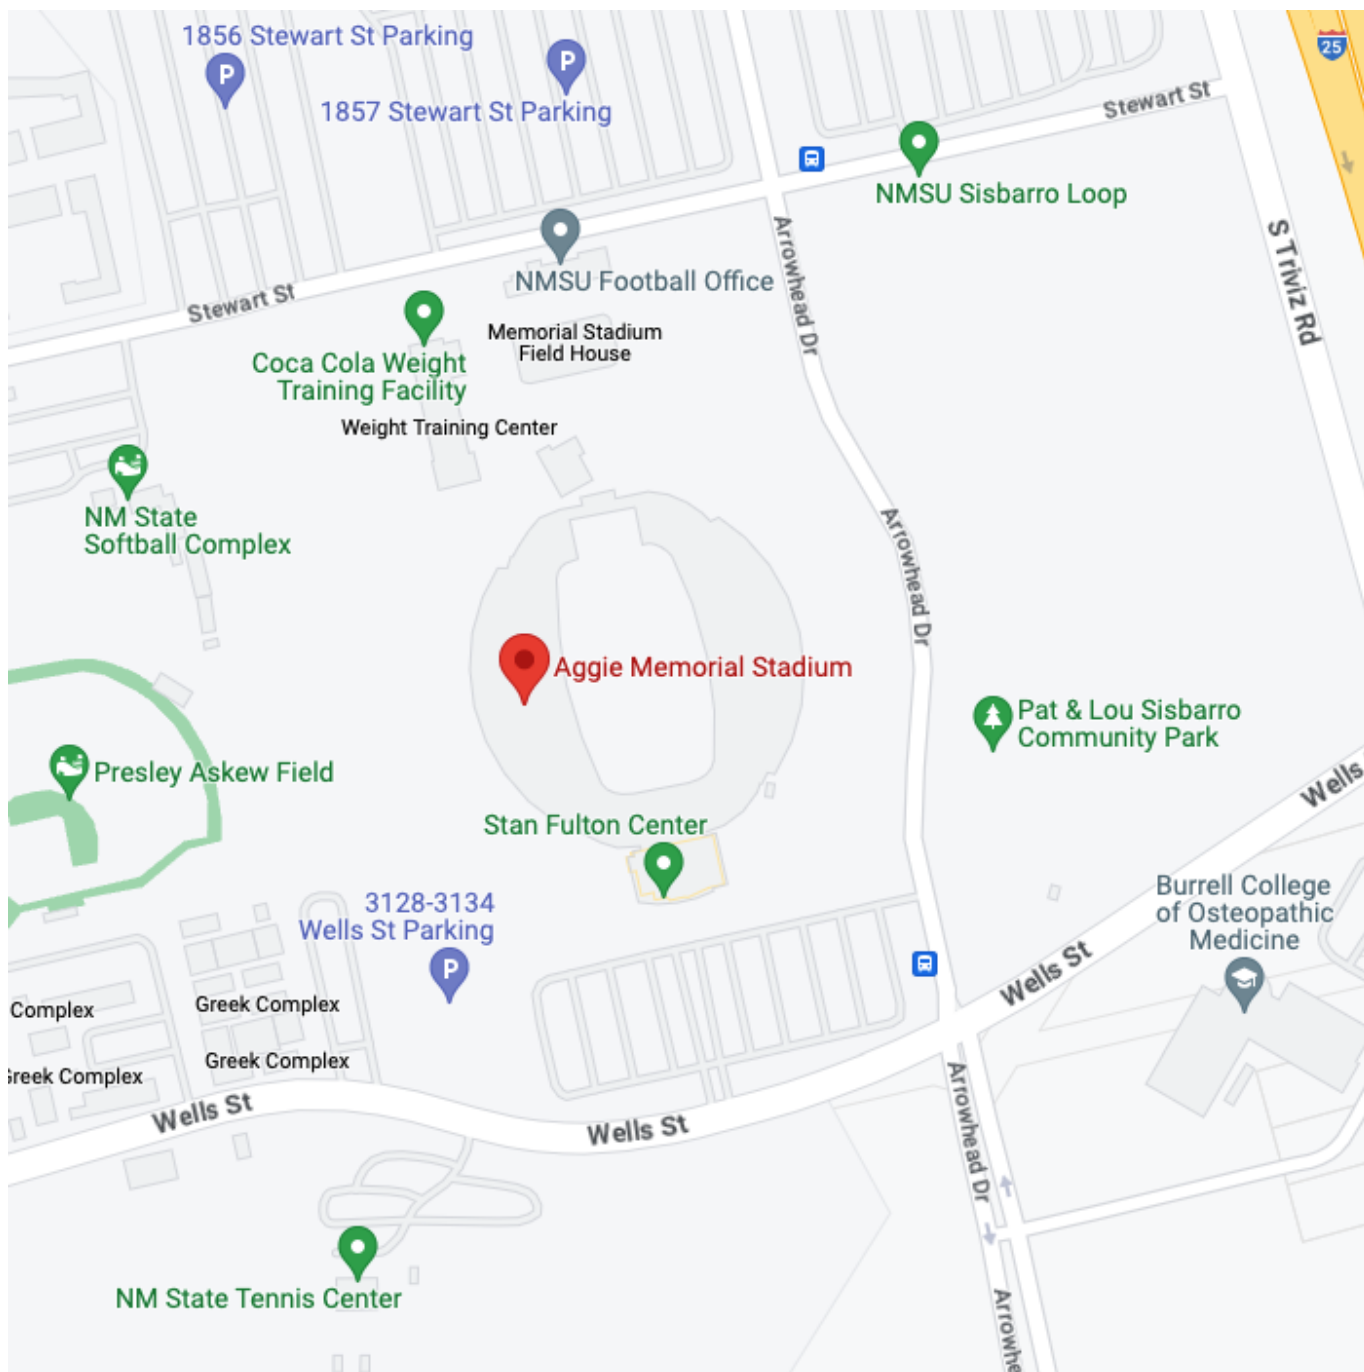 1856 Stewart St Parking
P
P
1857 Stewart St Parking
25
Stewart St
NMSU Sisbarro Loop
Arrowhead Dr
S Triviz Rd
NMSU Football Office
Stewart St
Memorial Stadium
Field House
Coca Cola Weight
Training Facility
Weight Training Center
NM State
Softball Complex
Arrowhead Dr
Aggie Memorial Stadium
Pat & Lou Sisbarro
Community Park
Presley Askew Field
Wells
Stan Fulton Center
3128-3134
Wells St Parking
P
Burrell College
of Osteopathic
Medicine
Wells St
Complex
Greek Complex
Greek Complex
Greek Complex
Wells St
Wells St
Arrowhead Dr
NM State Tennis Center
Arrowhe